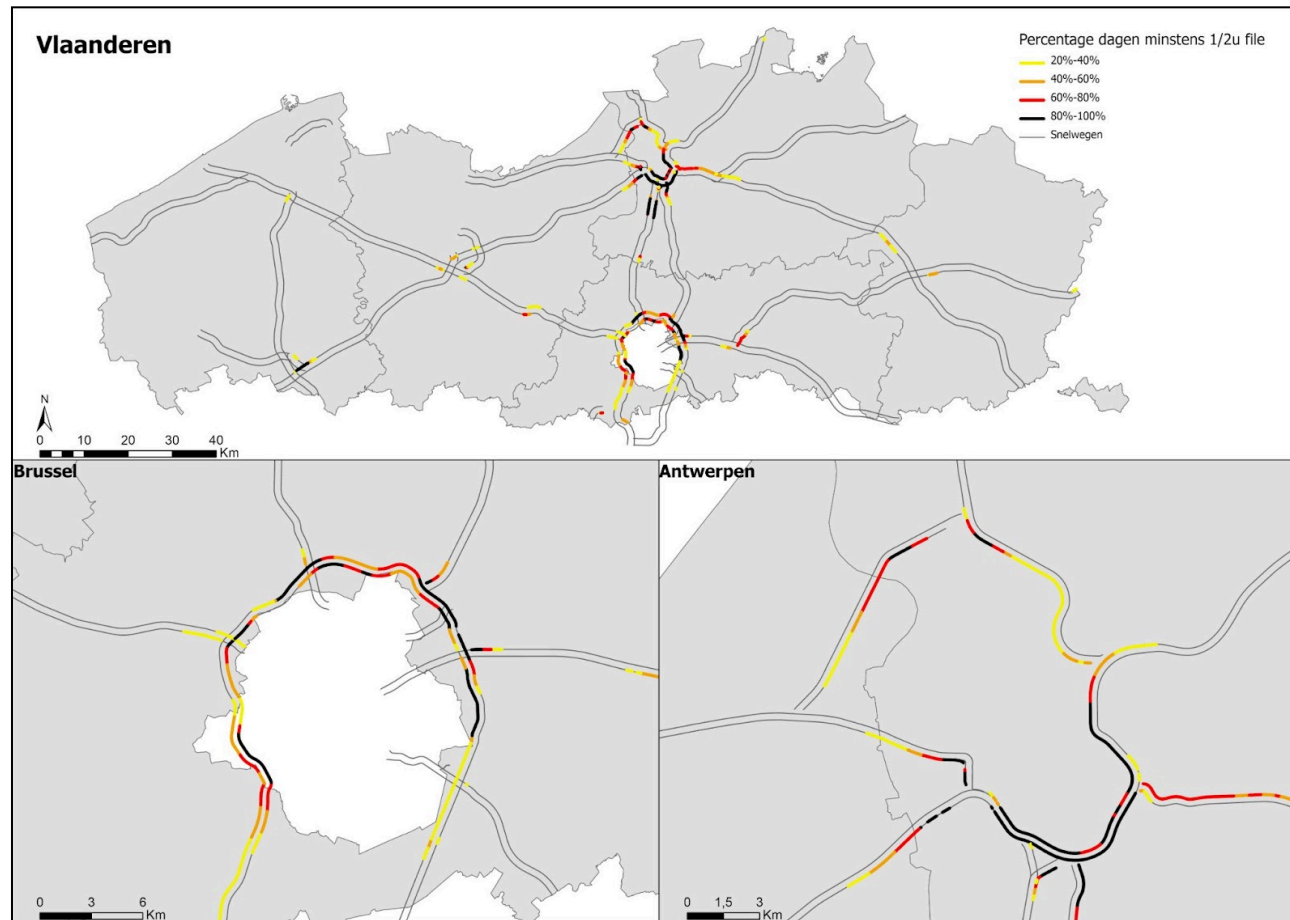 Vlaanderen
Percentage dagen minstens 1/2u file
20%-40%
40%-60%
60%-80%
80%-100%
Snelwegen
N
0 10 20 30 40
Km
Brussel
0 3 6
Km
Antwerpen
0 1,5 3
Km